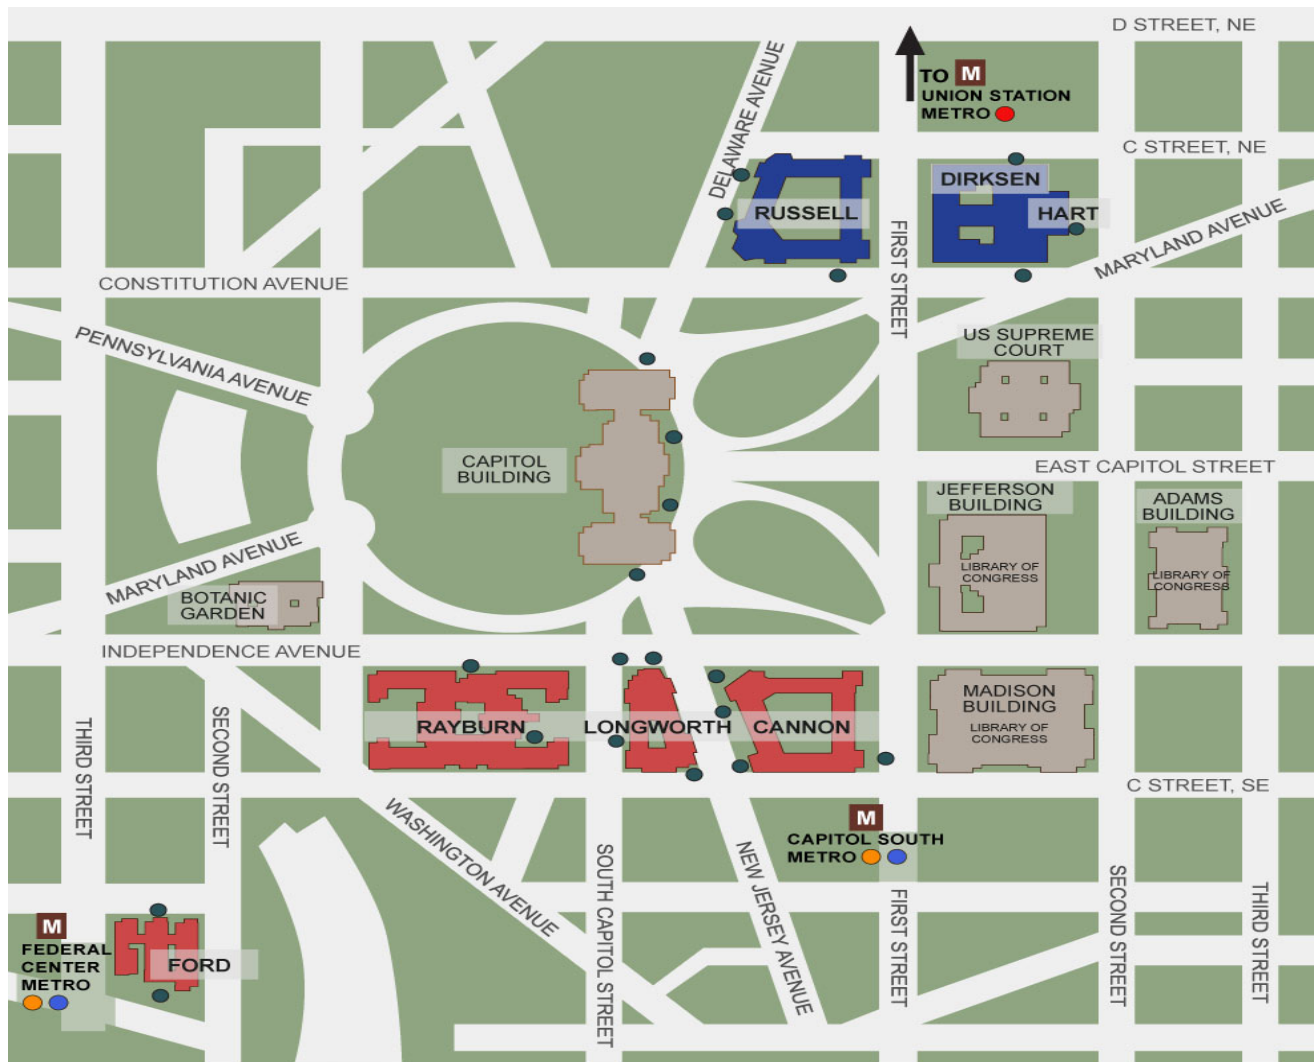 D STREET, NE
TO M
UNION STATION
METRO
C STREET, NE
DELAWARE AVENUE
DIRKSEN
RUSSELL
HART
MARYLAND AVENUE
FIRST STREET
CONSTITUTION AVENUE
PENNSYLVANIA AVENUE
US SUPREME
COURT
CAPITOL
BUILDING
EAST CAPITOL STREET
JEFFERSON
BUILDING
LIBRARY OF
CONGRESS
ADAMS
BUILDING
LIBRARY OF
CONGRESS
MARYLAND AVENUE
BOTANIC
GARDEN
INDEPENDENCE AVENUE
RAYBURN
LONGWORTH
CANNON
MADISON
BUILDING
LIBRARY OF
CONGRESS
THIRD STREET
SECOND STREET
C STREET, SE
WASHINGTON AVENUE
SOUTH CAPITOL STREET
NEW JERSEY AVENUE
M
CAPITOL SOUTH
METRO
FIRST STREET
SECOND STREET
THIRD STREET
M
FEDERAL
CENTER
METRO
FORD